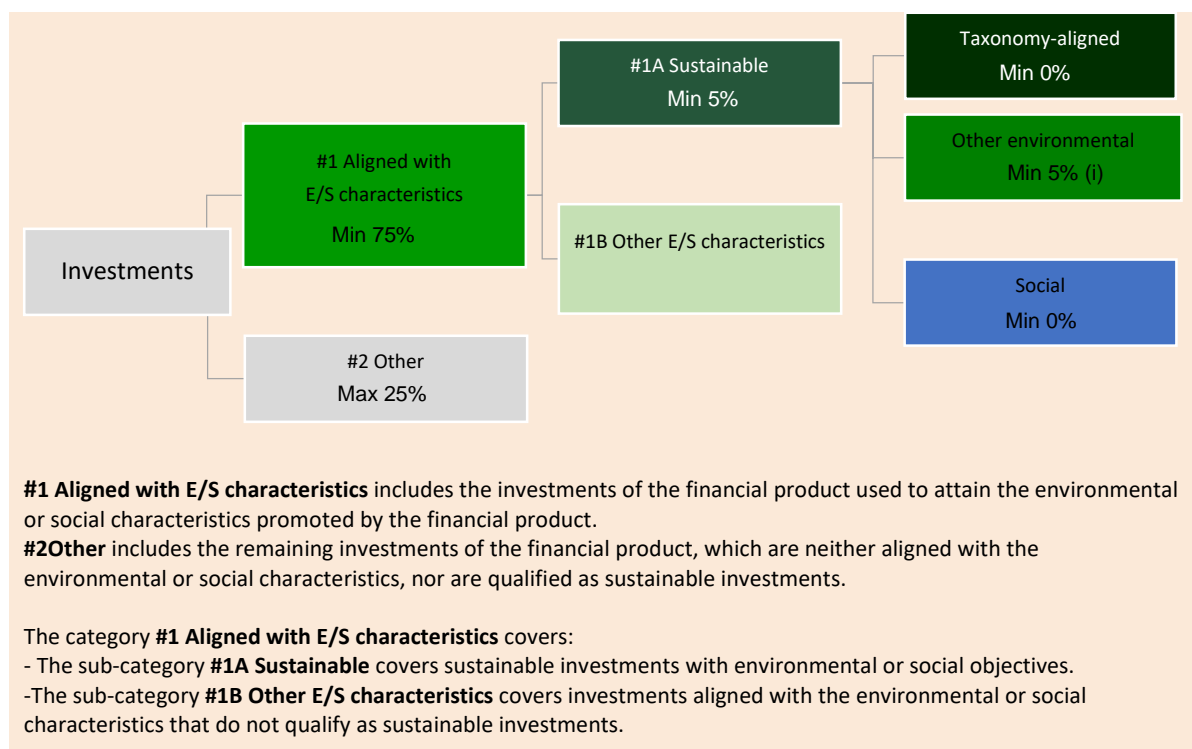 Taxonomy-aligned
Min 0%
#1A Sustainable
Min 5%
Other environmental
Min 5% (i)
#1 Aligned with
E/S characteristics
Min 75%
#1B Other E/S characteristics
Investments
Social
Min 0%
#2 Other
Max 25%
#1 Aligned with E/S characteristics includes the investments of the financial product used to attain the environmental
or social characteristics promoted by the financial product.
#2Other includes the remaining investments of the financial product, which are neither aligned with the
environmental or social characteristics, nor are qualified as sustainable investments.
The category #1 Aligned with E/S characteristics covers:
- The sub-category #1A Sustainable covers sustainable investments with environmental or social objectives.
-The sub-category #1B Other E/S characteristics covers investments aligned with the environmental or social
characteristics that do not qualify as sustainable investments.